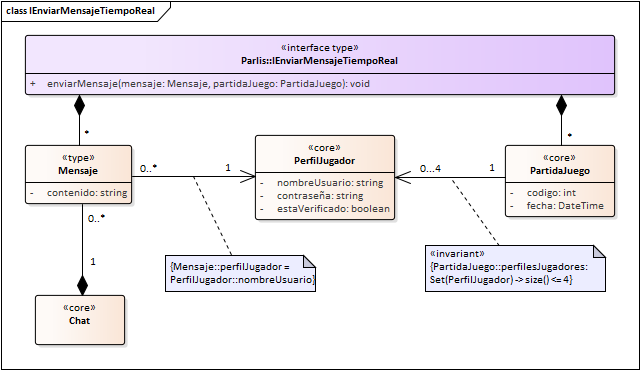 class IEnviarMensajeTiempoReal
«interface type»
Parlis::IEnviarMensajeTiempoReal
+ enviarMensaje(mensaje: Mensaje, partidaJuego: PartidaJuego): void
*
*
«type»
Mensaje
- contenido: string
0..*
1
«core»
PerfilJugador
- nombreUsuario: string
- contraseña: string
- estaVerificado: boolean
0...4
1
«core»
PartidaJuego
- codigo: int
- fecha: DateTime
0..*
1
{Mensaje::perfilJugador =
PerfilJugador::nombreUsuario}
«invariant»
{PartidaJuego::perfilesJugadores:
Set(PerfilJugador) -> size() <= 4}
«core»
Chat